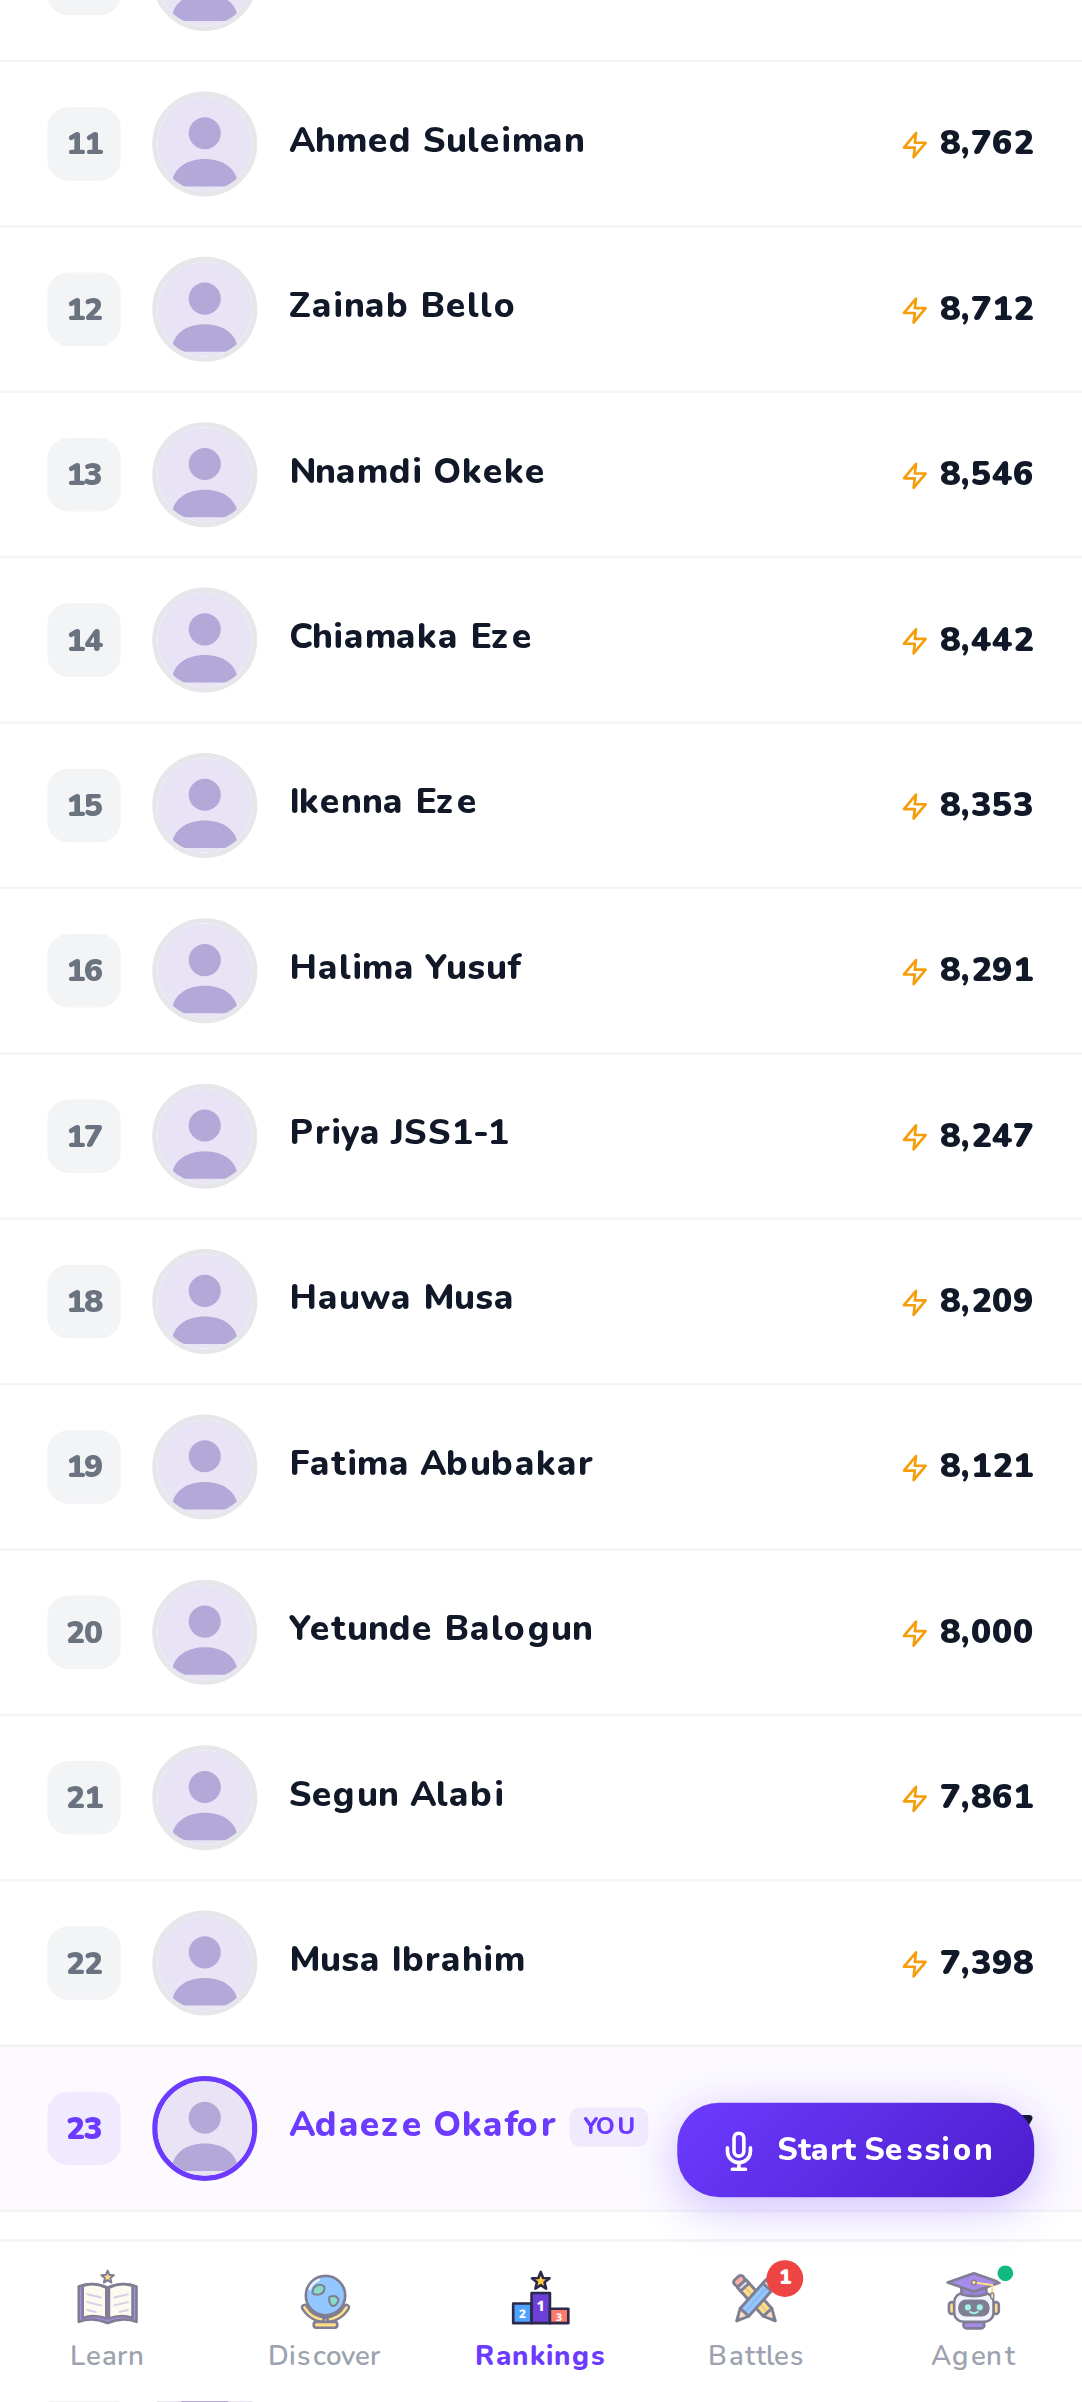 11 Ahmed Suleiman 8,762
12 Zainab Bello 8,712
13 Nnamdi Okeke 8,546
14 Chiamaka Eze 8,442
15 Ikenna Eze 8,353
16 Halima Yusuf 8,291
17 Priya JSS1-1 8,247
18 Hauwa Musa 8,209
19 Fatima Abubakar 8,121
20 Yetunde Balogun 8,000
21 Segun Alabi 7,861
22 Musa Ibrahim 7,398
23 Adaeze Okafor YOU
Start Session
2 1 3 1
Learn Discover Rankings Battles Agent